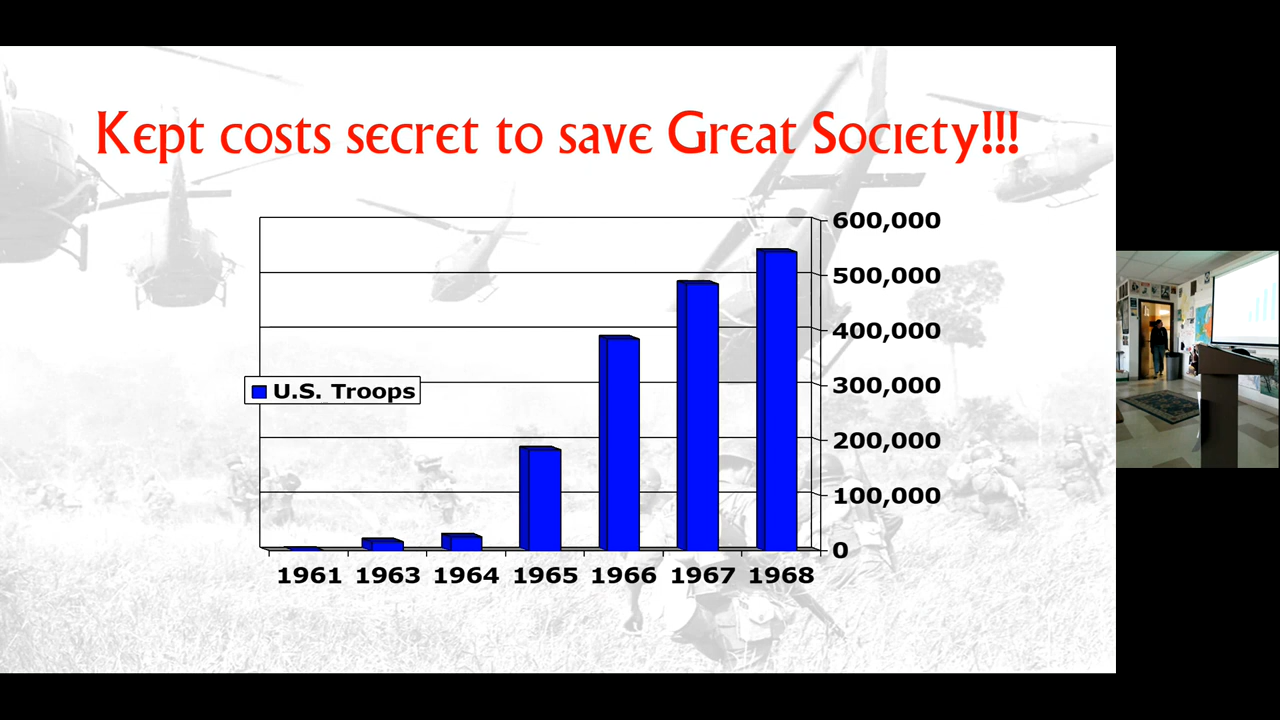 Kept costs secret to save Great Society!!!
600,000
500,000
400,000
300,000
U.S. Troops
200,000
100,000
0
1961 1963 1964 1965 1966 1967 1968